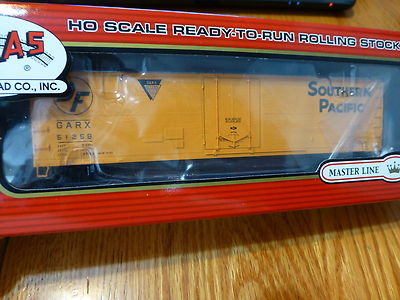 HO SCALE READY-TO-RUN ROLLING STOCK
AS
®
AD CO., INC.
F
GARX
51258
SOUTHERN
PACIFIC
MASTER LINE